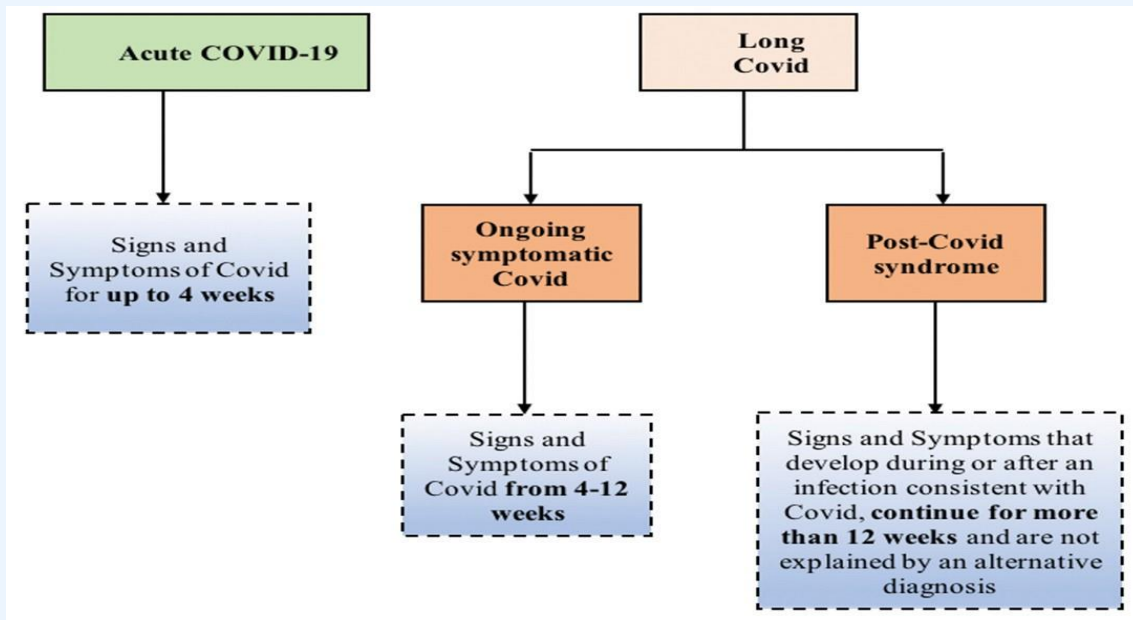 Acute COVID-19
Long
Covid
Signs and
Symptoms of Covid
for up to 4 weeks
Ongoing
symptomatic
Covid
Post-Covid
syndrome
Signs and
Symptoms of
Covid from 4-12
weeks
Signs and Symptoms that
develop during or after an
infection consistent with
Covid, continue for more
than 12 weeks and are not
explained by an alternative
diagnosis